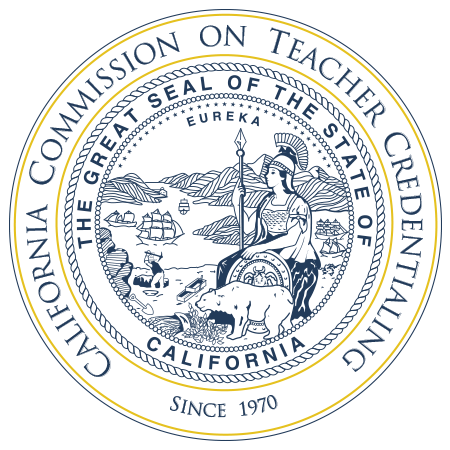 CALIFORNIA COMMISSION ON TEACHER CREDENTIALING
THE GREAT SEAL OF THE STATE OF
EUREKA
CALIFORNIA
SINCE 1970